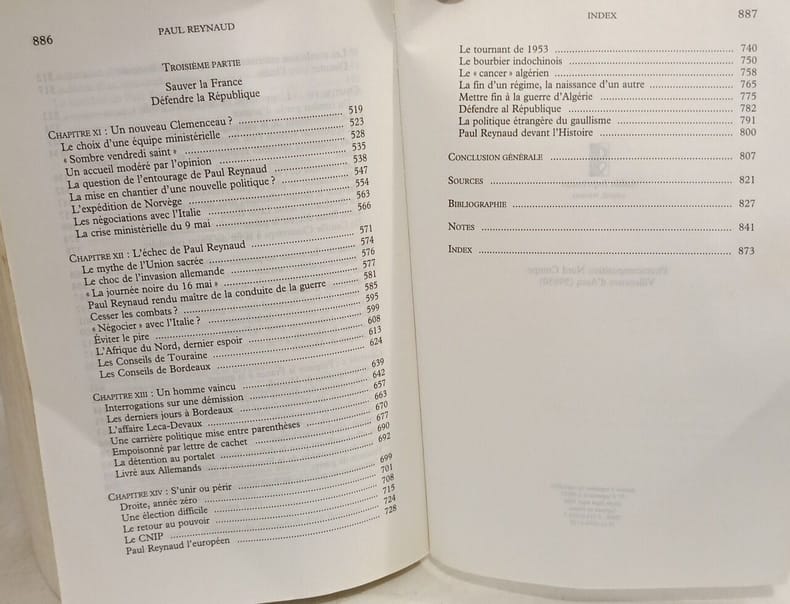 886
PAUL REYNAUD
TROISIÈME PARTIE
Sauver la France
Défendre la République
CHAPITRE XI : Un nouveau Clemenceau ? ........ 519
Le choix d'une équipe ministérielle ........ 523
« Sombre vendredi saint » ........ 528
Un accueil modéré par l'opinion ........ 535
La question de l'entourage de Paul Reynaud ........ 538
La mise en chantier d'une nouvelle politique ? ........ 547
L'expédition de Norvège ........ 554
Les négociations avec l'Italie ........ 563
La crise ministérielle du 9 mai ........ 566
CHAPITRE XII : L'échec de Paul Reynaud ........ 571
Le mythe de l'Union sacrée ........ 574
Le choc de l'invasion allemande ........ 576
« La journée noire du 16 mai » ........ 577
Paul Reynaud rendu maître de la conduite de la guerre ........ 581
Cesser les combats ? ........ 585
« Négocier » avec l'Italie ? ........ 595
Éviter le pire ........ 599
L'Afrique du Nord, dernier espoir ........ 608
Les Conseils de Touraine ........ 613
Les Conseils de Bordeaux ........ 624
CHAPITRE XIII : Un homme vaincu ........ 639
Interrogations sur une démission ........ 642
Les derniers jours à Bordeaux ........ 657
L'affaire Leca-Devaux ........ 663
Une carrière politique mise entre parenthèses ........ 670
Empoisonné par lettre de cachet ........ 677
La détention au portalet ........ 690
Livré aux Allemands ........ 692
CHAPITRE XIV : S'unir ou périr ........ 699
Droite, année zéro ........ 701
Une élection difficile ........ 708
Le retour au pouvoir ........ 715
Le CNIP ........ 724
Paul Reynaud l'européen ........ 728
INDEX
887
Le tournant de 1953 ........ 740
Le bourbier indochinois ........ 750
Le « cancer » algérien ........ 758
La fin d'un régime, la naissance d'un autre ........ 765
Mettre fin à la guerre d'Algérie ........ 775
Défendre al République ........ 782
La politique étrangère du gaullisme ........ 791
Paul Reynaud devant l'Histoire ........ 800
CONCLUSION GÉNÉRALE ........ 807
SOURCES ........ 821
BIBLIOGRAPHIE ........ 827
NOTES ........ 841
INDEX ........ 873